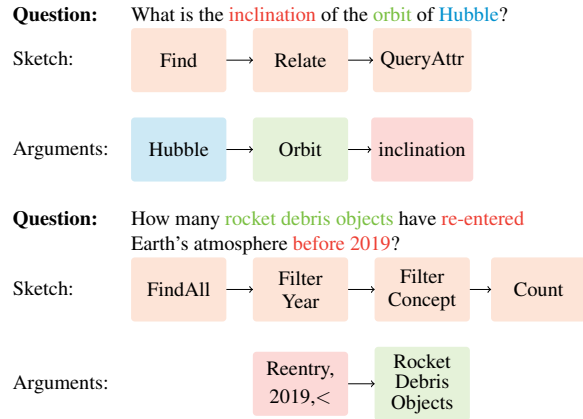 Question: What is the inclination of the orbit of Hubble?
Sketch: Find Relate QueryAttr
Arguments: Hubble Orbit inclination
Question: How many rocket debris objects have re-entered
Earth's atmosphere before 2019?
Sketch: FindAll Filter Year Filter Concept Count
Arguments: Reentry, 2019,< Rocket Debris Objects